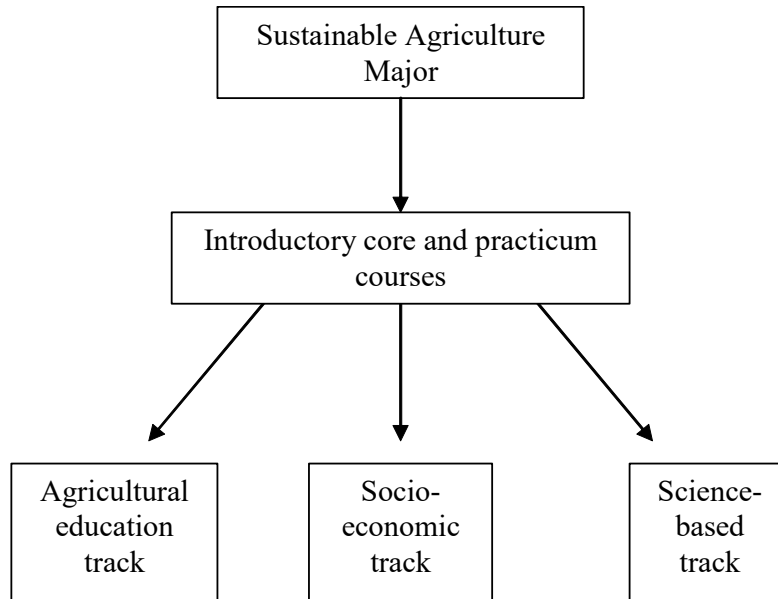 Sustainable Agriculture
Major
Introductory core and practicum
courses
Agricultural
education
track
Socio-
economic
track
Science-
based
track